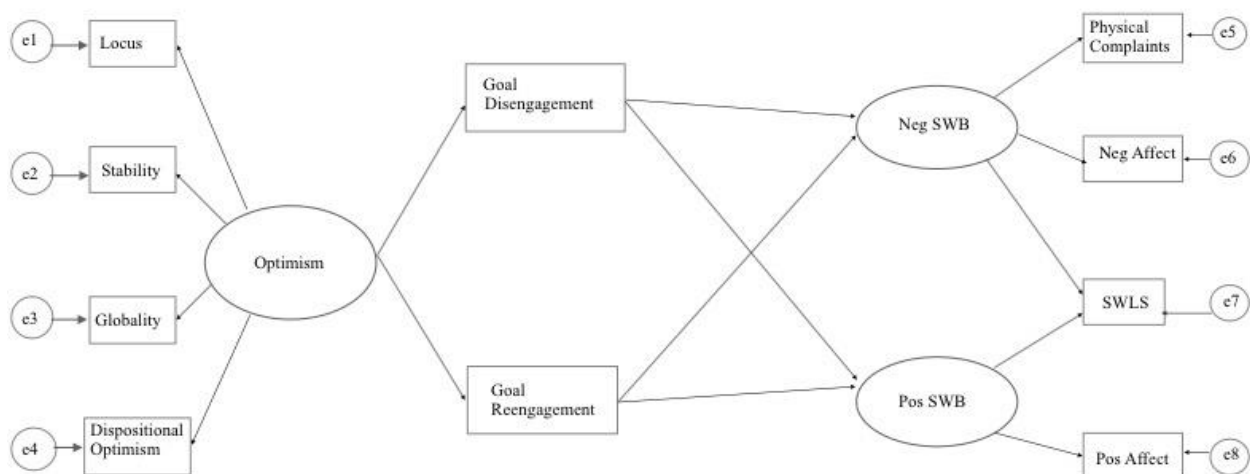 e1
Locus
e2
Stability
e3
Globality
e4
Dispositional
Optimism
Optimism
Goal
Disengagement
Goal
Reengagement
Neg SWB
Pos SWB
Physical
Complaints
e5
Neg Affect
e6
SWLS
e7
Pos Affect
e8